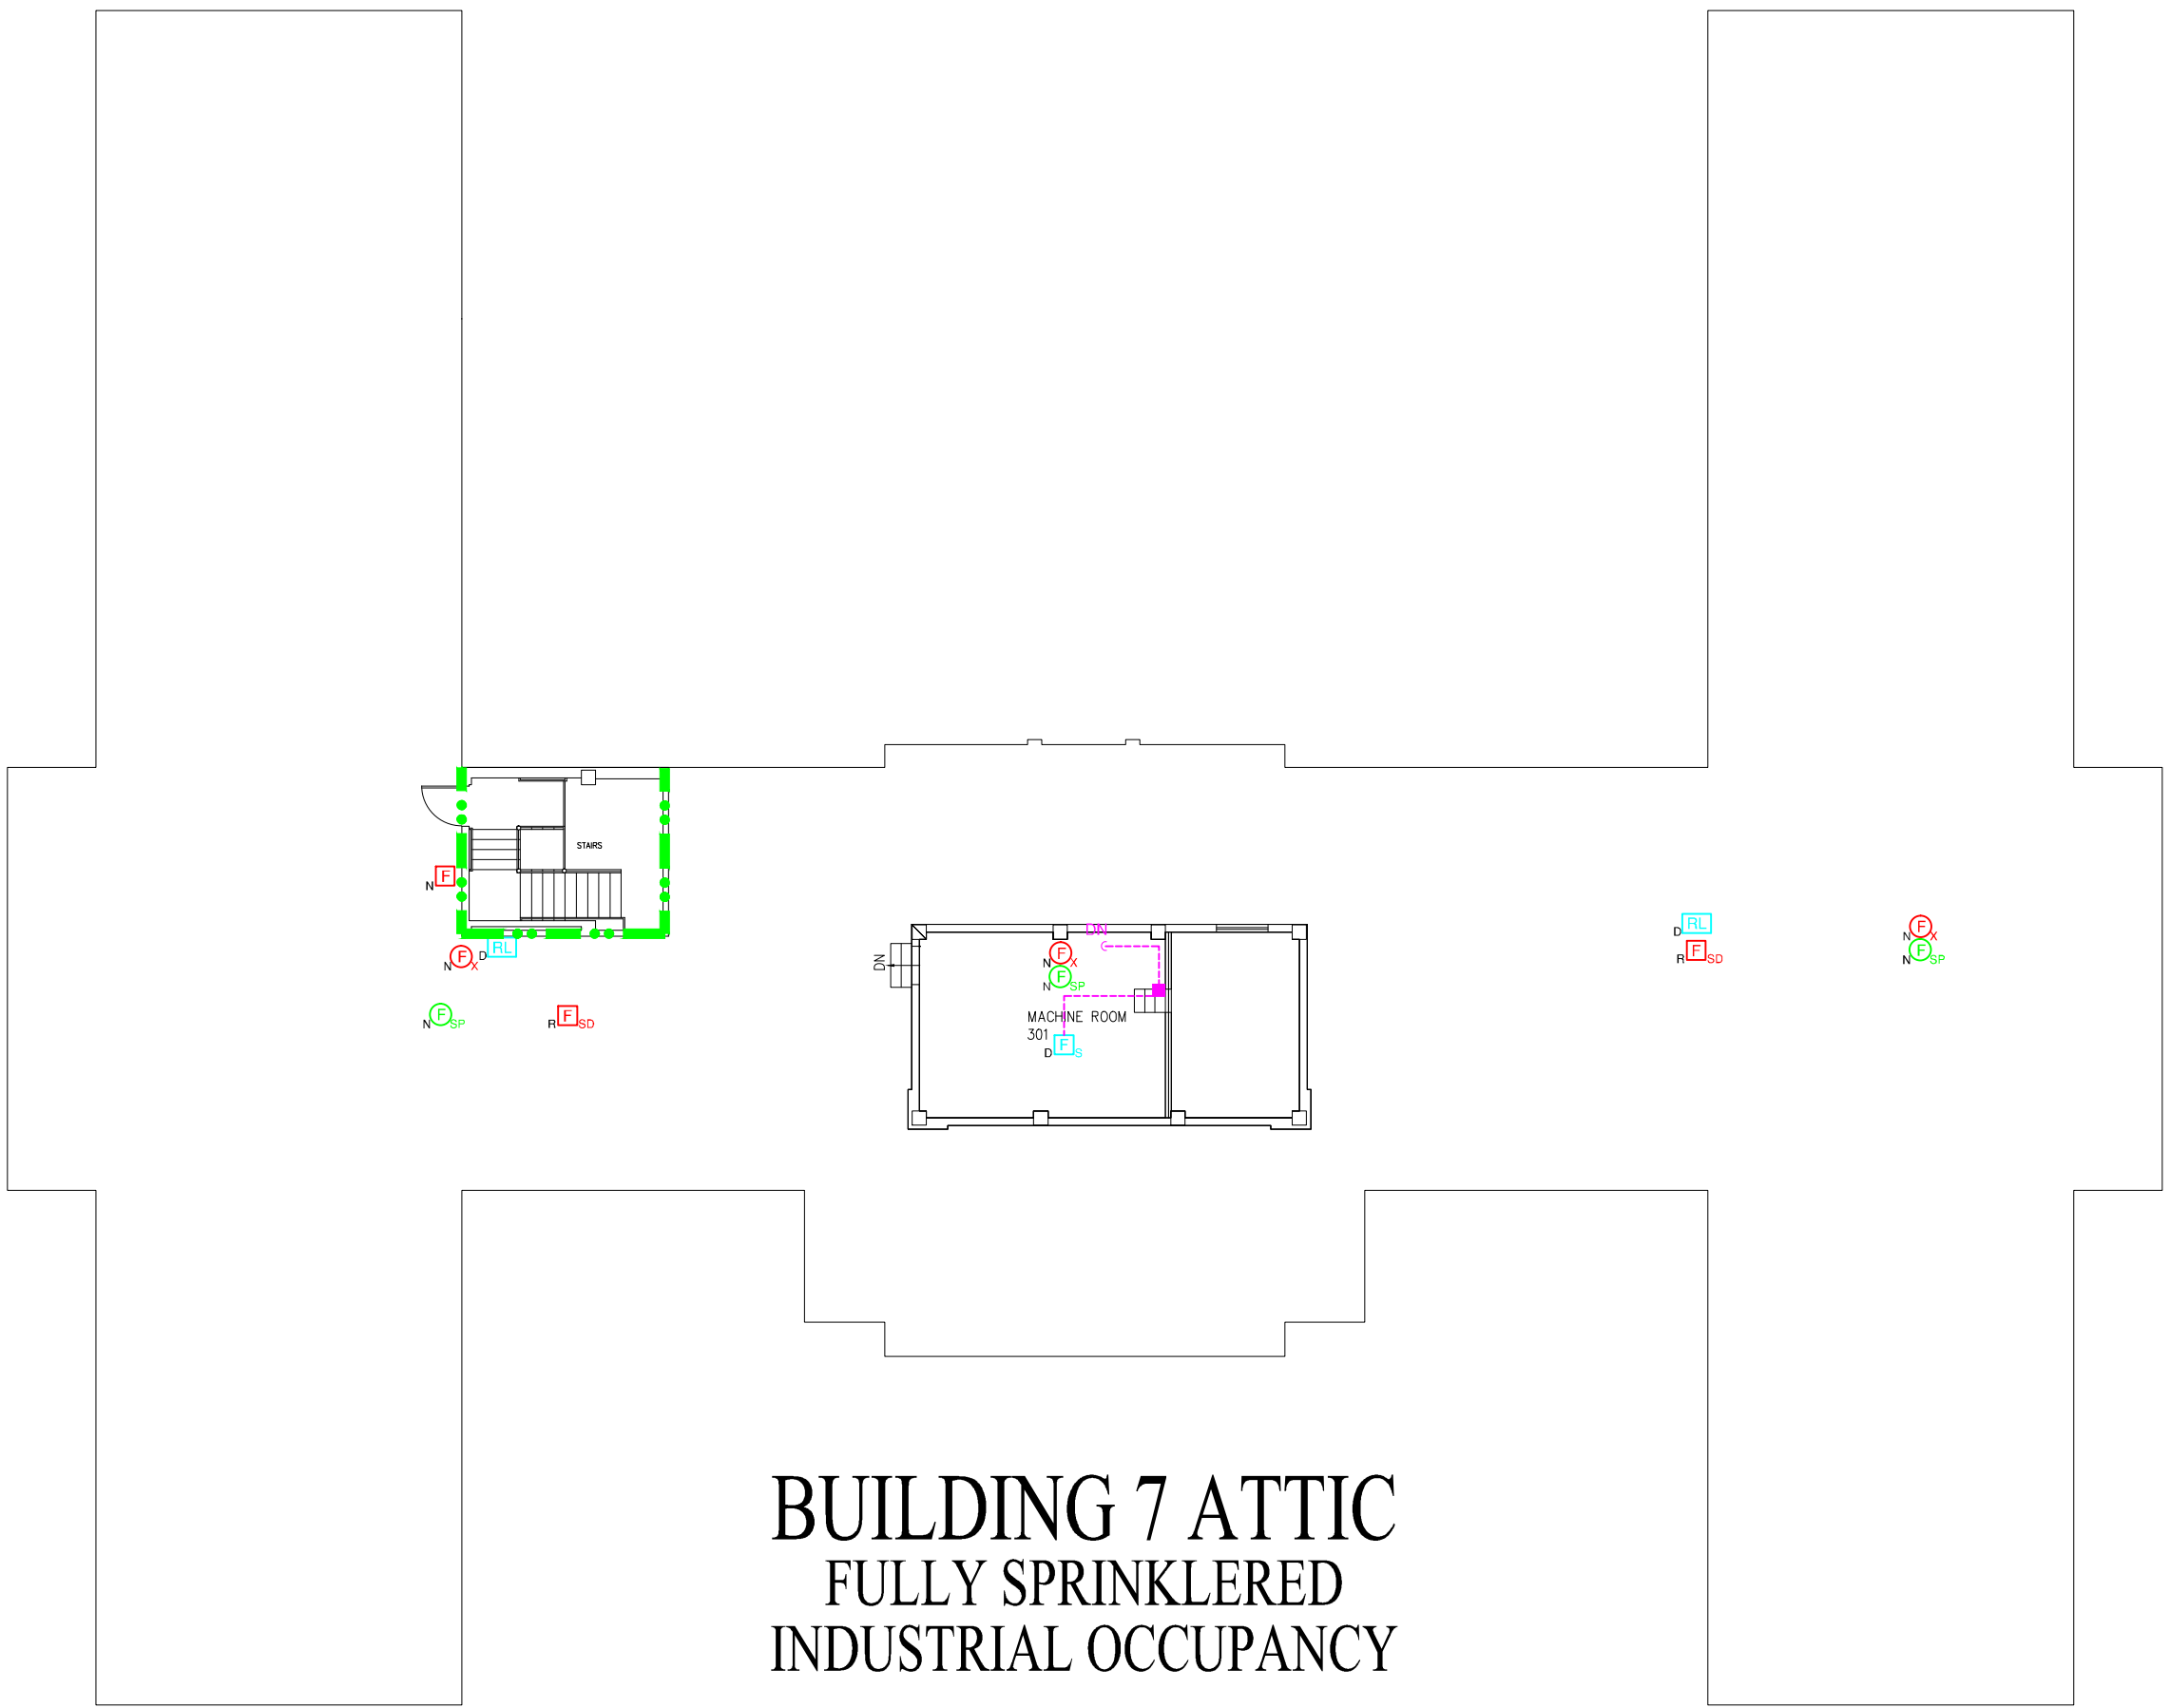 STAIRS
N F
N F X
D RL
N F SP
R F SD
DN
DN
N F X
N F SP
MACHINE ROOM
301
D F S
D RL
R F SD
N F X
N F SP
BUILDING 7 ATTIC
FULLY SPRINKLERED
INDUSTRIAL OCCUPANCY